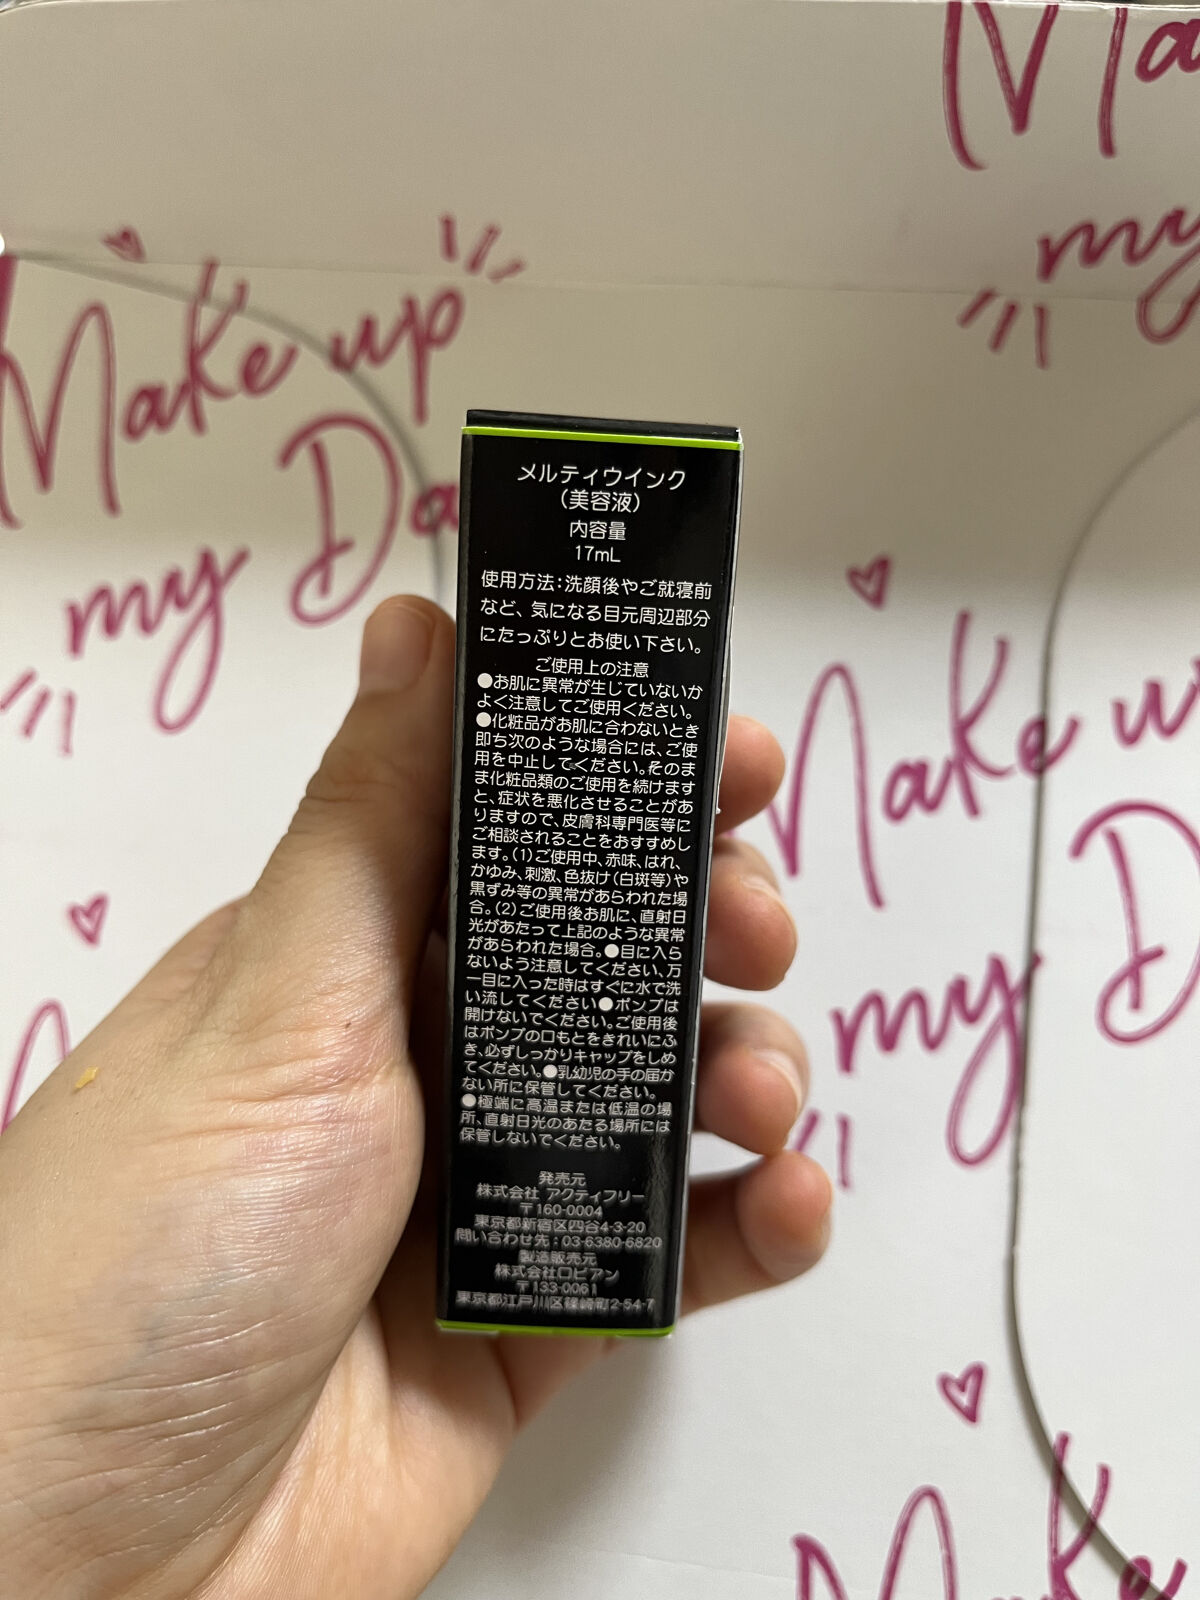 Ma
my
Make up
my Da
メルティウインク
（美容液）
内容量
17mL
使用方法：洗顔後やご就寝前
など、気になる目元周辺部分
にたっぷりとお使い下さい。
ご使用上の注意
●お肌に異常が生じていないか
よく注意してご使用ください。
●化粧品がお肌に合わないとき
即ち次のような場合には、ご使
用を中止してください。そのま
ま化粧品類のご使用を続けます
と、症状を悪化させることがあ
りますので、皮膚科専門医等に
ご相談されることをおすすめし
ます。（1）ご使用中、赤味、はれ、
かゆみ、刺激、色抜け（白斑等）や
黒ずみ等の異常があらわれた場
合。（2）ご使用後お肌に、直射日
光があたって上記のような異常
があらわれた場合。●目に入ら
ないよう注意してください、万
一目に入った時はすぐに水で洗
い流してください●ポンプは
開けないでください。ご使用後
はポンプの口もとをきれいにふ
き、必ずしっかりキャップをしめ
てください。●乳幼児の手の届か
ない所に保管してください。
●極端に高温または低温の場
所、直射日光のあたる場所には
保管しないでください。
発売元
株式会社 アクティフリー
〒160-0004
東京都新宿区四谷4-3-20
問い合わせ先：03-6380-6820
製造販売元
株式会社ロビアン
〒133-0061
東京都江戸川区篠崎町2-54-7
Make u
my D
Make